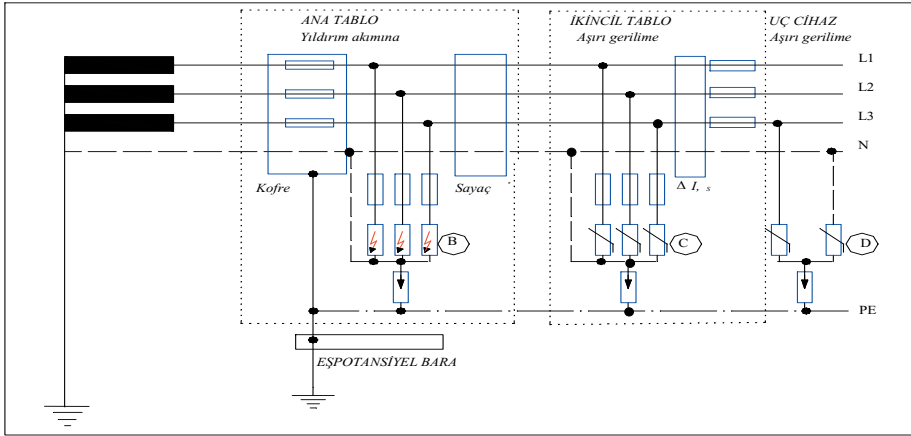 ANA TABLO
Yıldırım akımına
İKİNCİL TABLO
Aşırı gerilime
UÇ CİHAZ
Aşırı gerilime
L1
L2
L3
N
Kofre
Sayaç
Δ I, s
B
C
D
PE
EŞPOTANSİYEL BARA